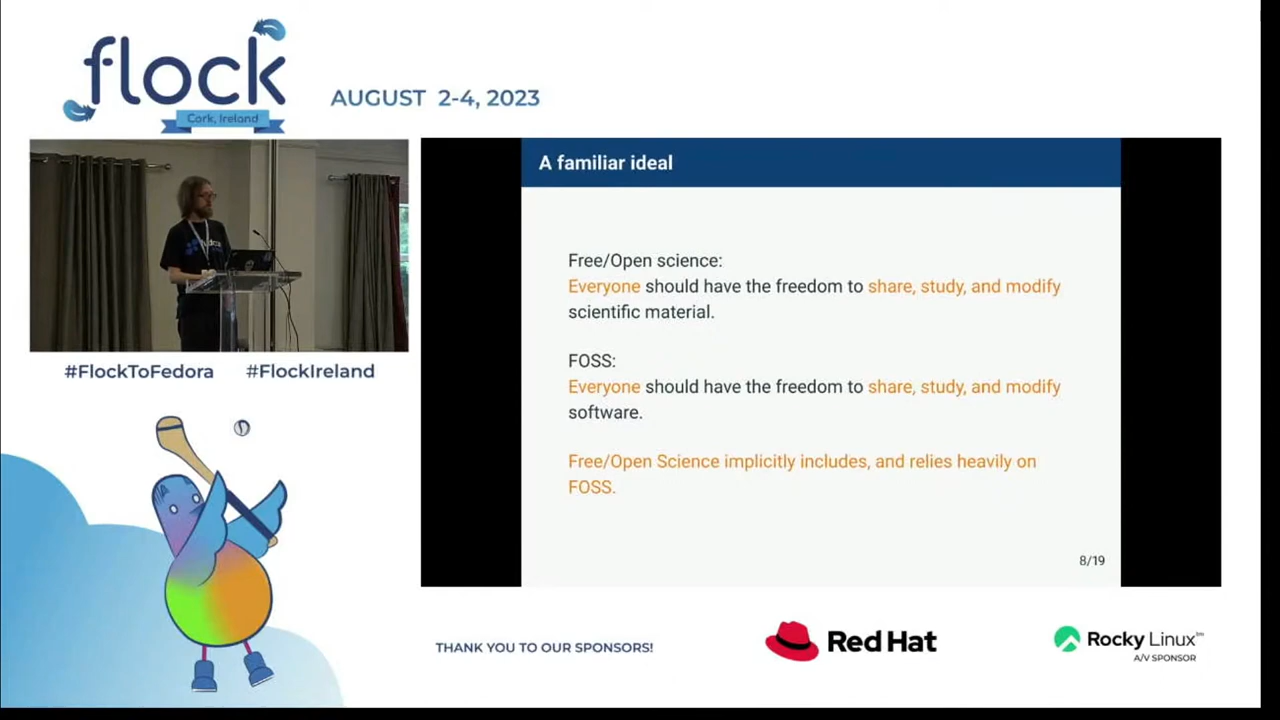 flock
Cork, Ireland
AUGUST 2-4, 2023
#FlockToFedora
#FlockIreland
A familiar ideal
Free/Open science:
Everyone should have the freedom to share, study, and modify
scientific material.
FOSS:
Everyone should have the freedom to share, study, and modify
software.
Free/Open Science implicitly includes, and relies heavily on
FOSS.
8/19
THANK YOU TO OUR SPONSORS!
Red Hat
Rocky Linux™
A/V SPONSOR